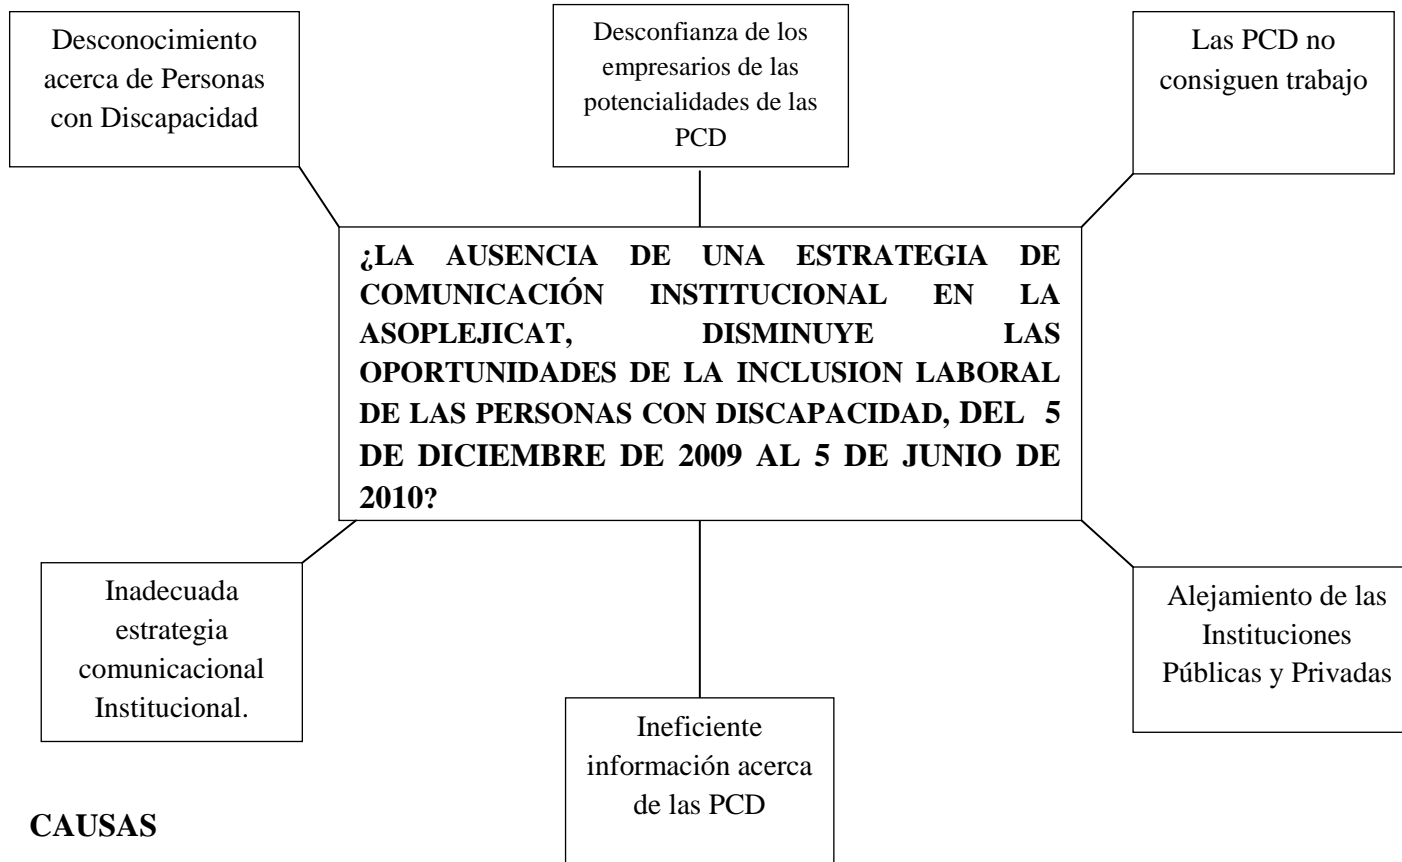 Desconocimiento
acerca de Personas
con Discapacidad
Desconfianza de los
empresarios de las
potencialidades de las
PCD
Las PCD no
consiguen trabajo
¿LA AUSENCIA DE UNA ESTRATEGIA DE
COMUNICACIÓN INSTITUCIONAL EN LA
ASOPLEJICAT, DISMINUYE LAS
OPORTUNIDADES DE LA INCLUSION LABORAL
DE LAS PERSONAS CON DISCAPACIDAD, DEL 5
DE DICIEMBRE DE 2009 AL 5 DE JUNIO DE
2010?
Inadecuada
estrategia
comunicacional
Institucional.
Ineficiente
información acerca
de las PCD
Alejamiento de las
Instituciones
Públicas y Privadas
CAUSAS